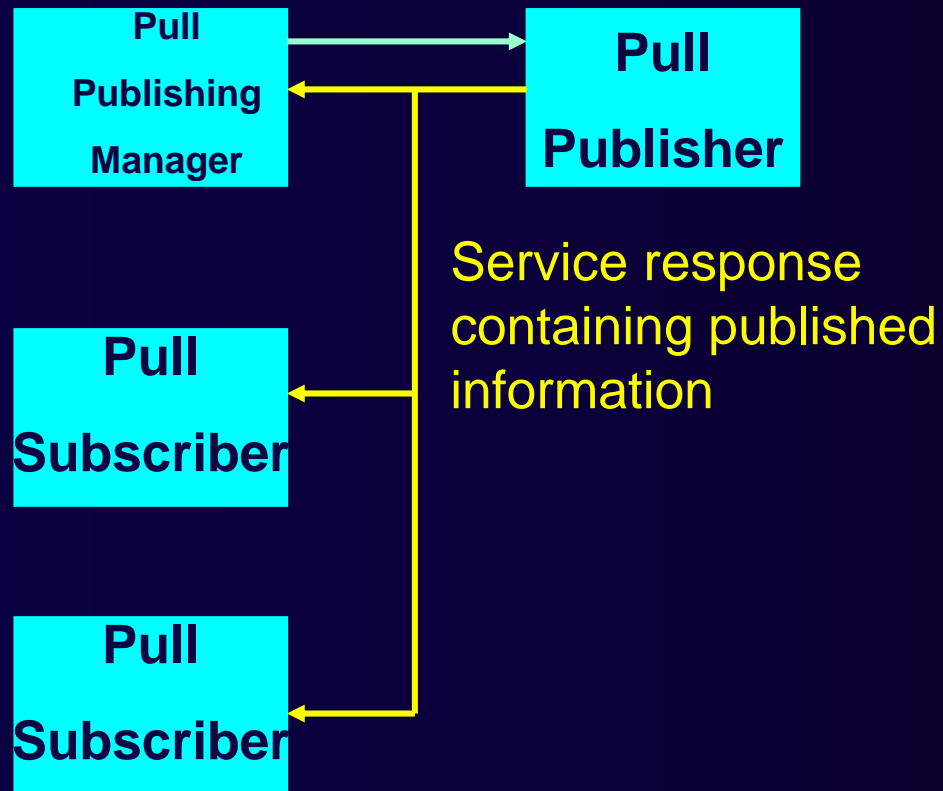 Pull
Publishing
Manager
Pull
Publisher
Service response
containing published
information
Pull
Subscriber
Pull
Subscriber